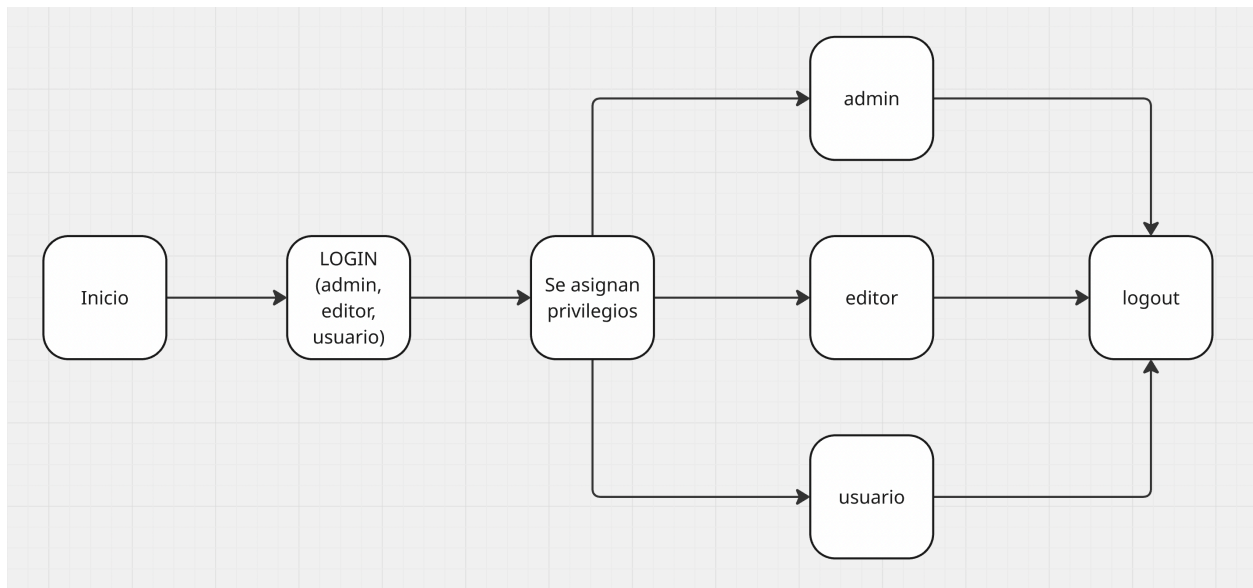 admin
Inicio
LOGIN
(admin,
editor,
usuario)
Se asignan
privilegios
editor
logout
usuario